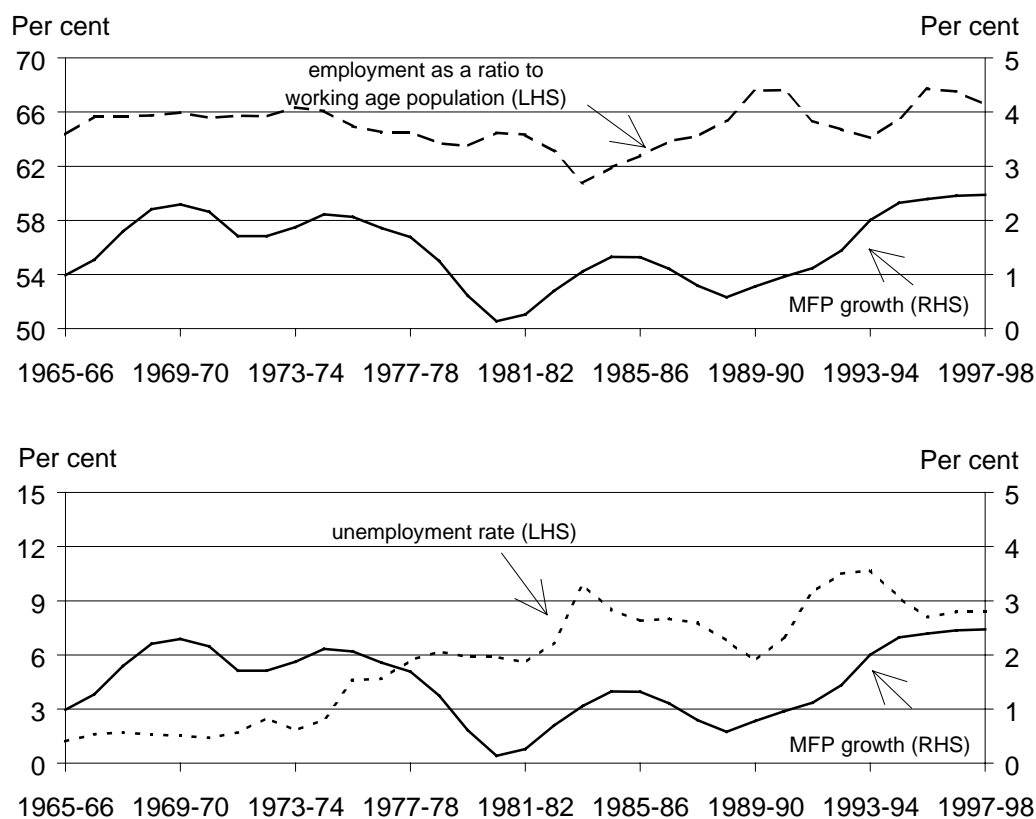 Per cent Per cent
70 5
employment as a ratio to
working age population (LHS)
66 4
62 3
58 2
54 1
MFP growth (RHS)
50 0
1965-66 1969-70 1973-74 1977-78 1981-82 1985-86 1989-90 1993-94 1997-98
Per cent Per cent
15 5
unemployment rate (LHS)
12 4
9 3
6 2
3 1
MFP growth (RHS)
0 0
1965-66 1969-70 1973-74 1977-78 1981-82 1985-86 1989-90 1993-94 1997-98